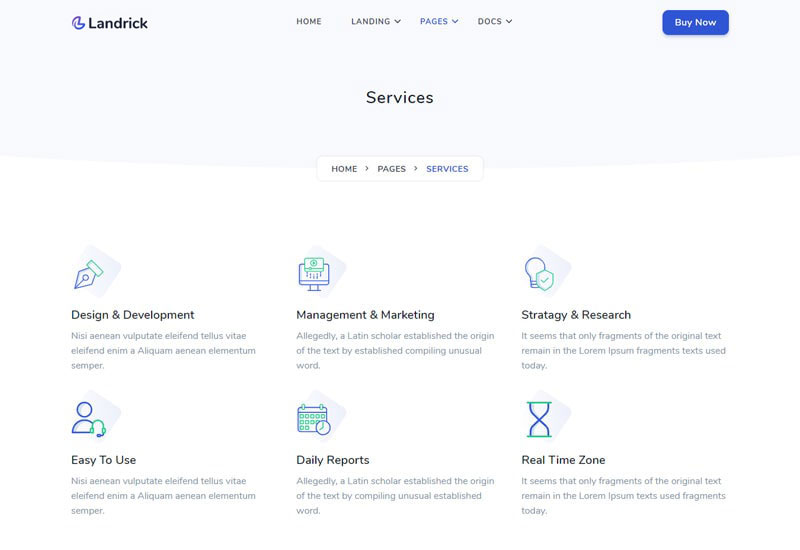 Landrick
HOME LANDING PAGES DOCS
Buy Now
Services
HOME > PAGES > SERVICES
Design & Development
Nisi aenean vulputate eleifend tellus vitae
eleifend enim a Aliquam aenean elementum
semper.
Management & Marketing
Allegedly, a Latin scholar established the origin
of the text by established compiling unusual
word.
Stratagy & Research
It seems that only fragments of the original text
remain in the Lorem Ipsum fragments texts used
today.
Easy To Use
Nisi aenean vulputate eleifend tellus vitae
eleifend enim a Aliquam aenean elementum
semper.
Daily Reports
Allegedly, a Latin scholar established the origin
of the text by compiling unusual established
word.
Real Time Zone
It seems that only fragments of the original text
remain in the Lorem Ipsum texts used fragments
today.